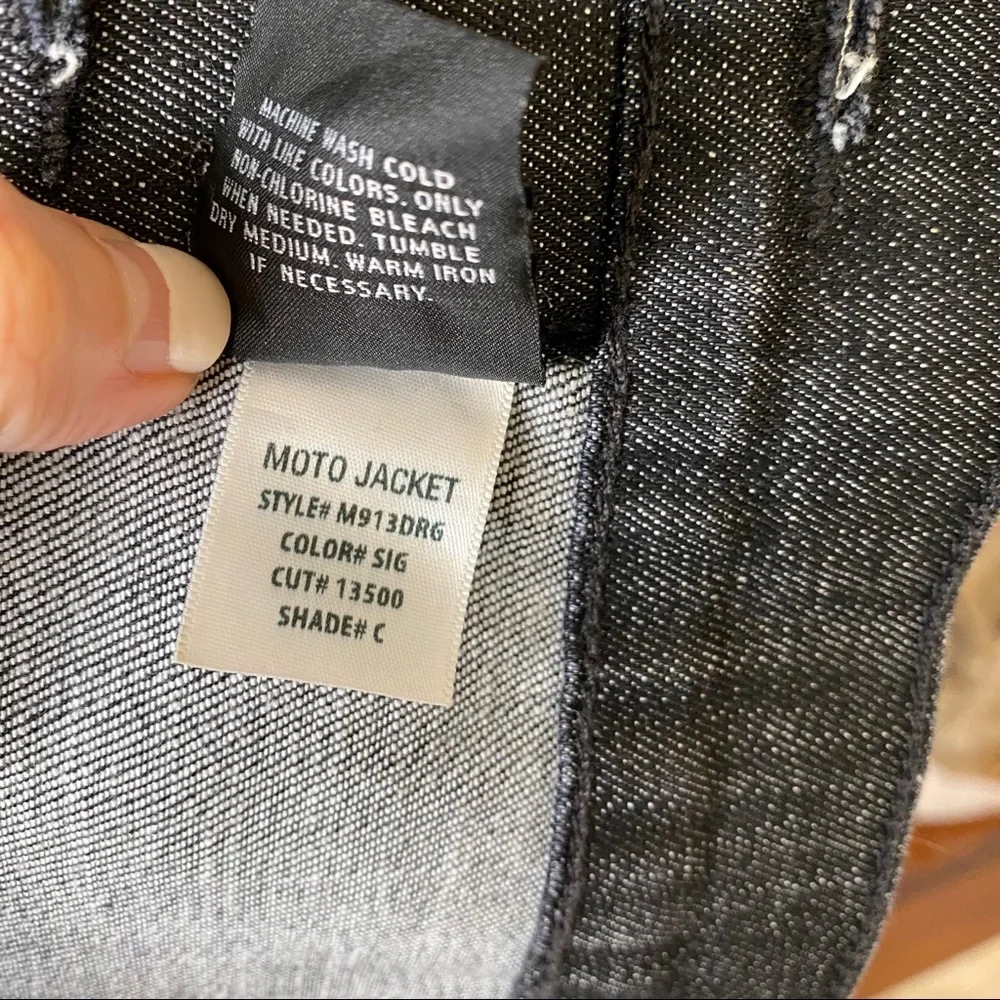 MACHINE WASH COLD
WITH LIKE COLORS. ONLY
NON-CHLORINE BLEACH
WHEN NEEDED. TUMBLE
DRY MEDIUM. WARM IRON
IF NECESSARY.
MOTO JACKET
STYLE# M913DRG
COLOR# SIG
CUT# 13500
SHADE# C